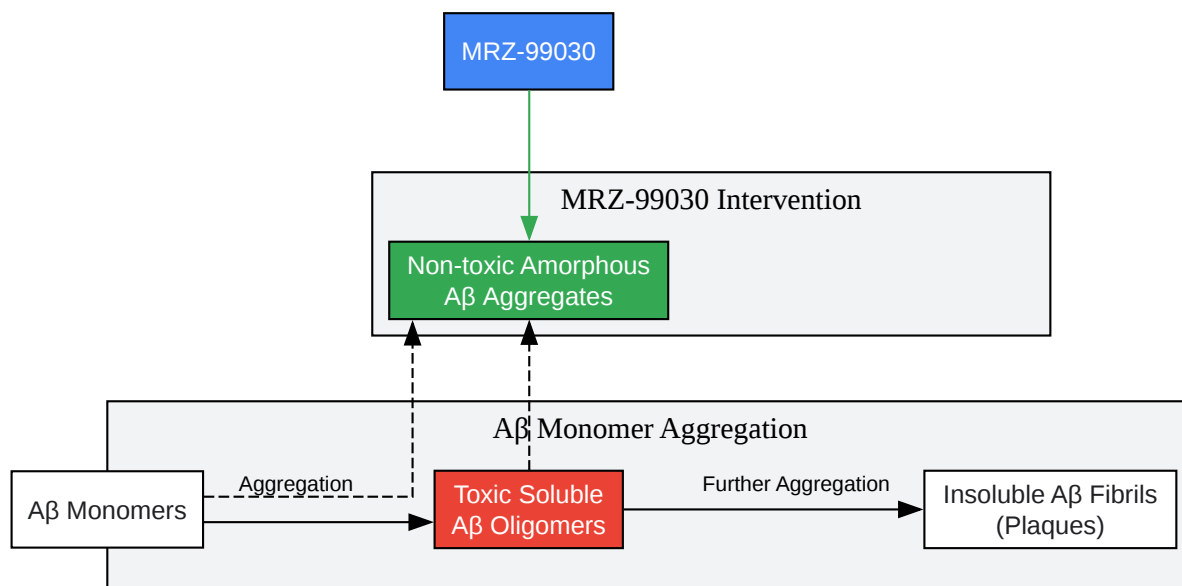 MRZ-99030
MRZ-99030 Intervention
Non-toxic Amorphous
Aβ Aggregates
Aβ Monomer Aggregation
Aβ Monomers
Aggregation
Toxic Soluble
Aβ Oligomers
Further Aggregation
Insoluble Aβ Fibrils
(Plaques)